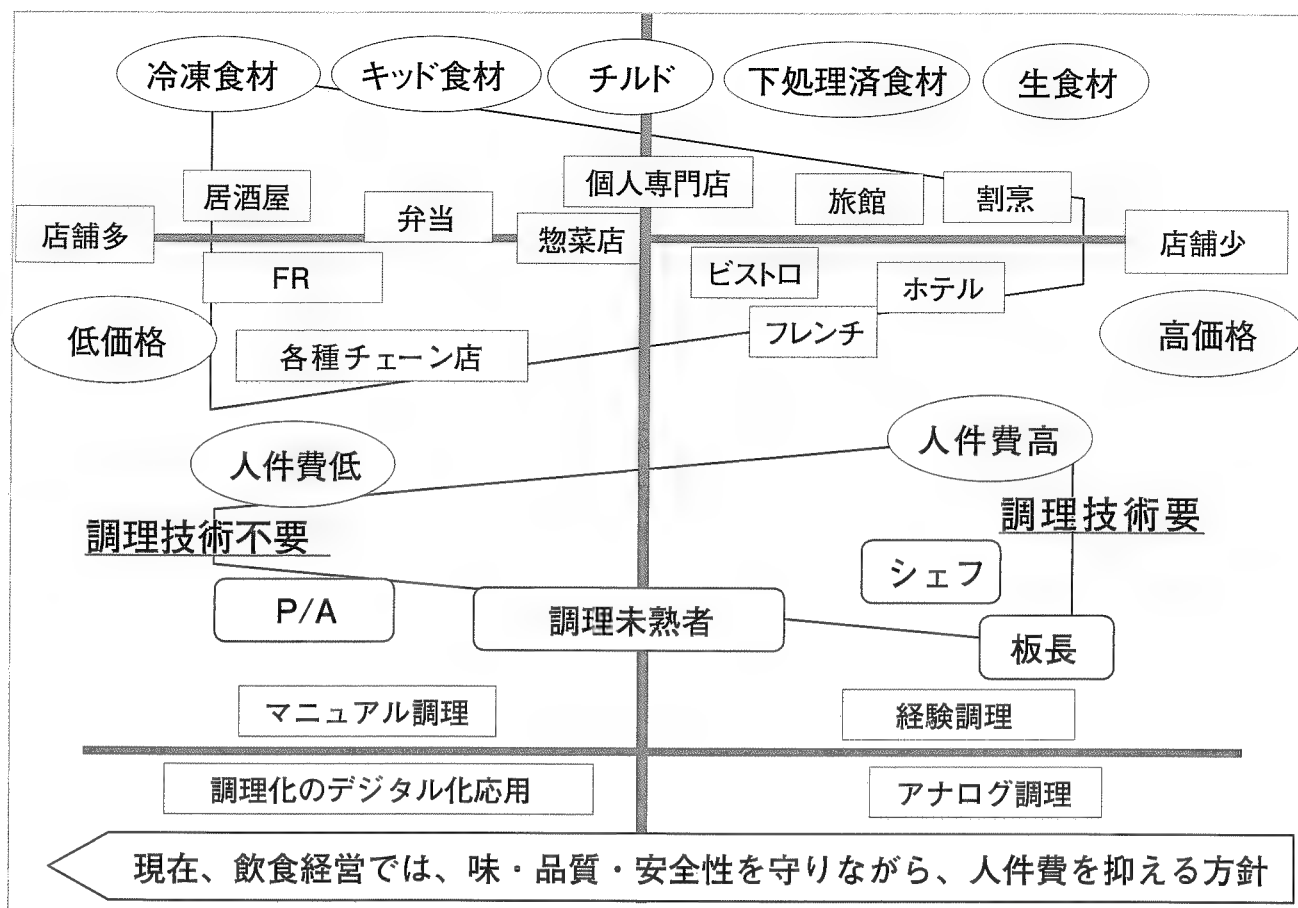 冷凍食材
キッド食材
チルド
下処理済食材
生食材
居酒屋
弁当
個人専門店
旅館
割烹
店舗多
惣菜店
店舗少
FR
ビストロ
ホテル
低価格
各種チェーン店
フレンチ
高価格
人件費低
人件費高
調理技術不要
調理技術要
シェフ
P/A
調理未熟者
板長
マニュアル調理
経験調理
調理化のデジタル化応用
アナログ調理
現在、飲食経営では、味・品質・安全性を守りながら、人件費を抑える方針